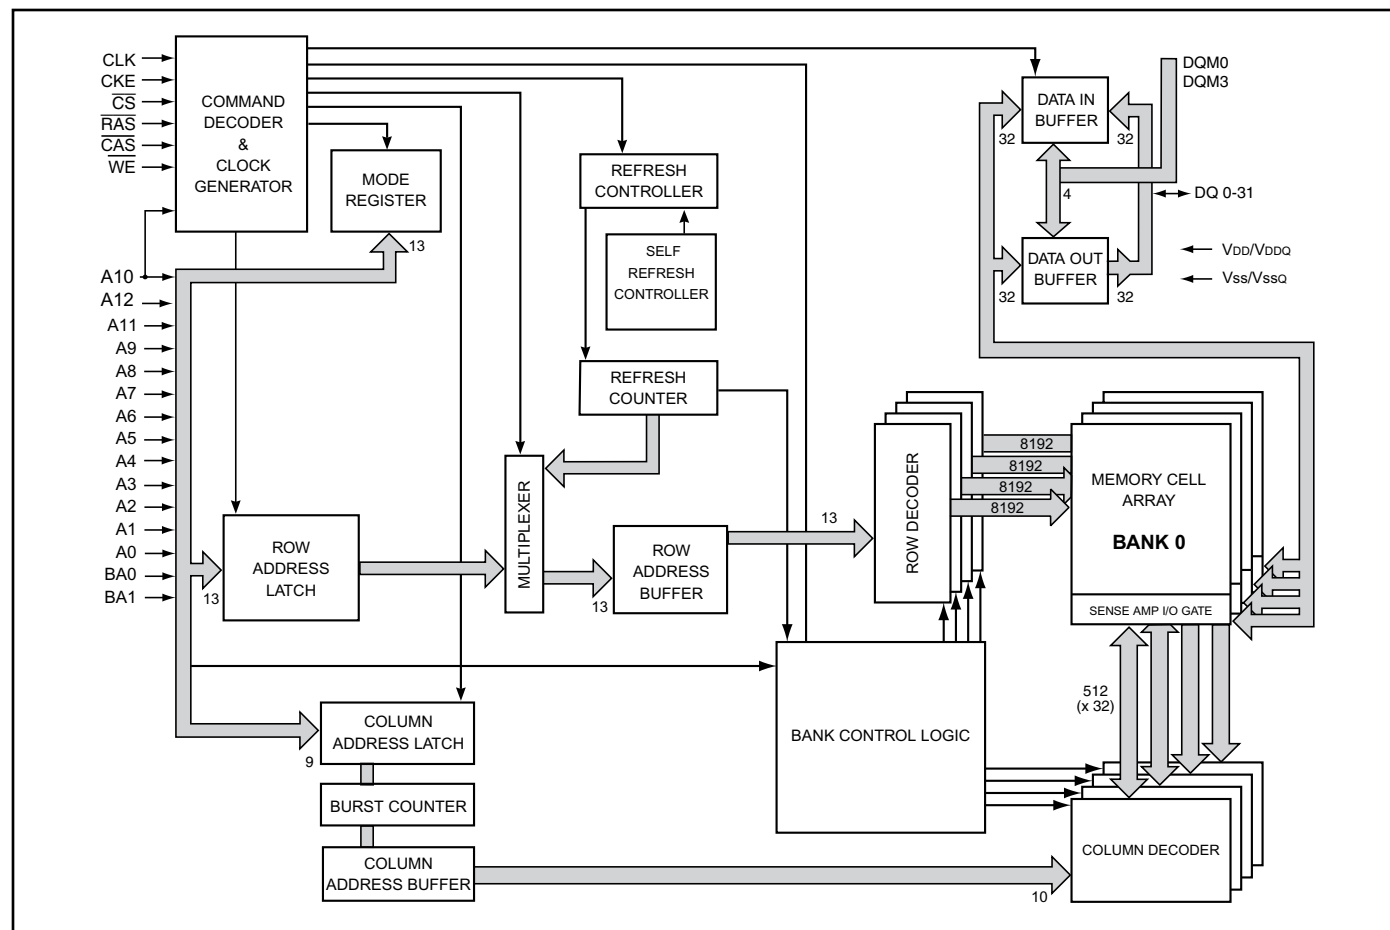 CLK
CKE
CS
RAS
CAS
WE
A10
A12
A11
A9
A8
A7
A6
A5
A4
A3
A2
A1
A0
BA0
BA1
COMMAND
DECODER
&
CLOCK
GENERATOR
MODE
REGISTER
13
REFRESH
CONTROLLER
SELF
REFRESH
CONTROLLER
REFRESH
COUNTER
DATA IN
BUFFER
32
32
DQM0
DQM3
4
DQ 0-31
DATA OUT
BUFFER
32
32
VDD/VDDQ
VSS/VSSQ
13
ROW
ADDRESS
LATCH
MULTIPLEXER
13
ROW
ADDRESS
BUFFER
13
ROW DECODER
8192
8192
8192
8192
MEMORY CELL
ARRAY
BANK 0
SENSE AMP I/O GATE
512
(x 32)
BANK CONTROL LOGIC
COLUMN
ADDRESS LATCH
9
BURST COUNTER
COLUMN
ADDRESS BUFFER
10
COLUMN DECODER